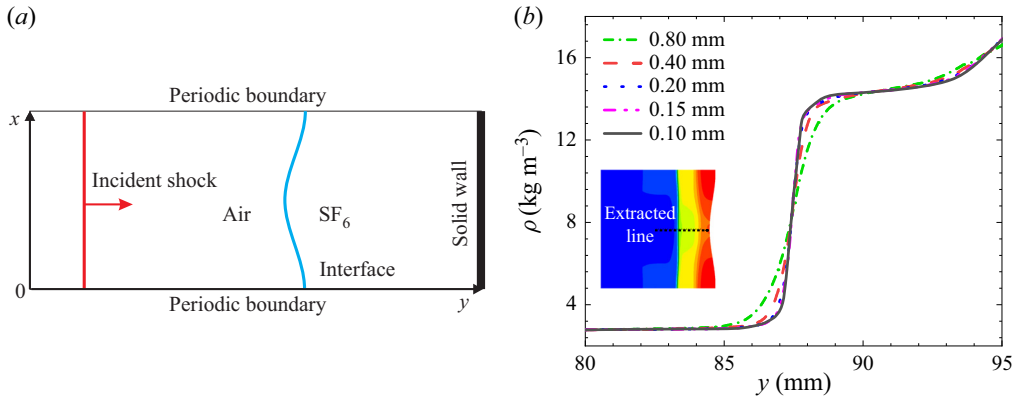 (a)
Periodic boundary
x
Incident shock
Air
SF₆
Solid wall
Interface
0
y
Periodic boundary
(b)
ρ (kg m⁻³)
16
12
8
4
0.80 mm
0.40 mm
0.20 mm
0.15 mm
0.10 mm
Extracted
line
80
85
90
95
y (mm)